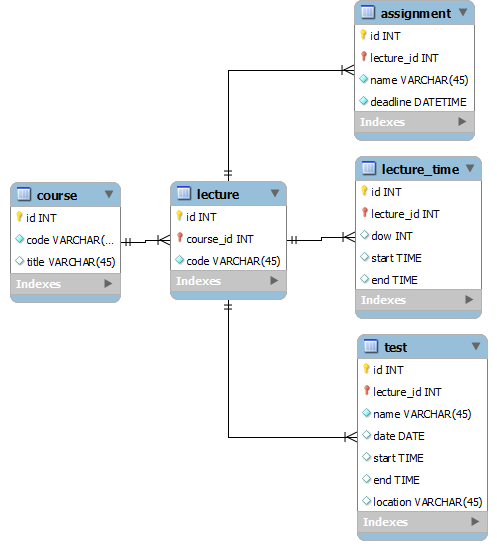 assignment
id INT
lecture_id INT
name VARCHAR(45)
deadline DATETIME
Indexes
course
id INT
code VARCHAR(...
title VARCHAR(45)
Indexes
lecture
id INT
course_id INT
code VARCHAR(45)
lecture_time
id INT
lecture_id INT
dow INT
start TIME
end TIME
Indexes
test
id INT
lecture_id INT
name VARCHAR(45)
date DATE
start TIME
end TIME
location VARCHAR(45)
Indexes